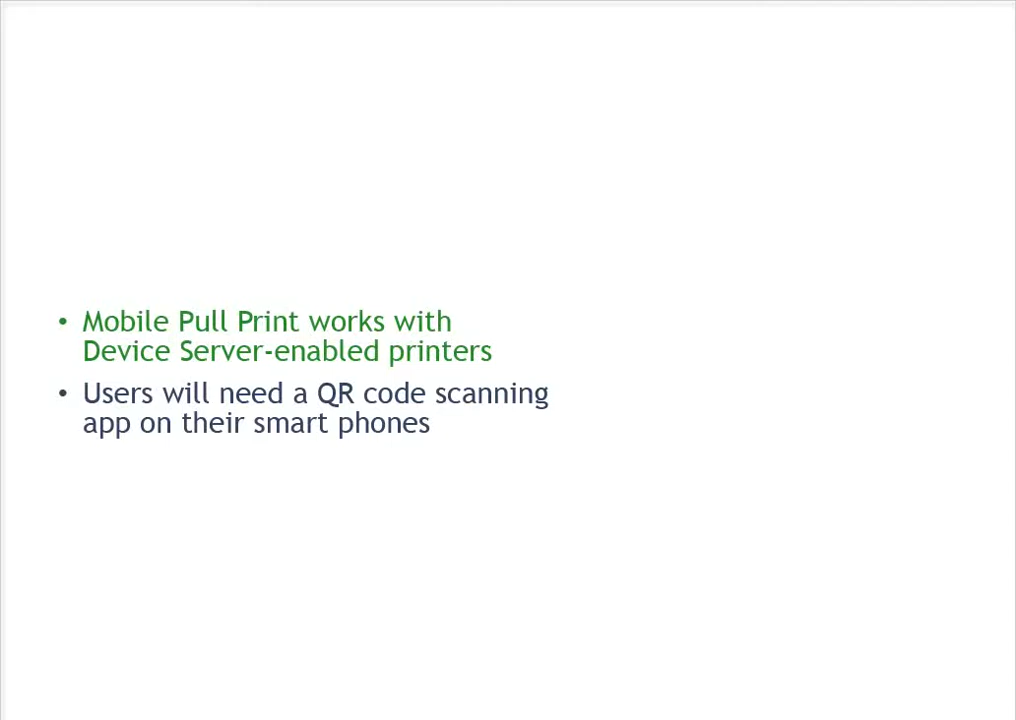 • Mobile Pull Print works with
Device Server-enabled printers
• Users will need a QR code scanning
app on their smart phones